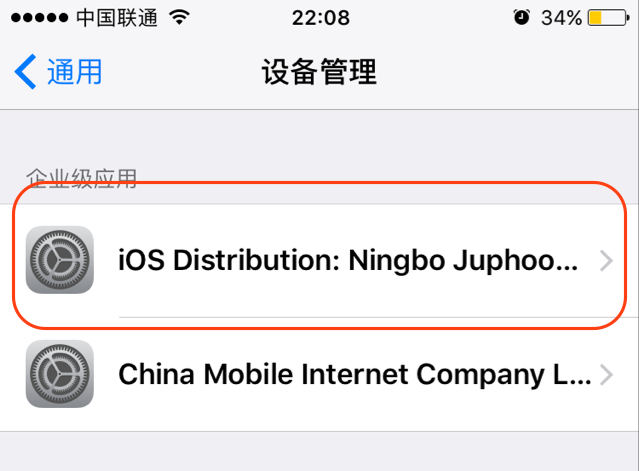 中国联通 22:08 34%
通用 设备管理
企业级应用
iOS Distribution: Ningbo Juphoo...
China Mobile Internet Company L...